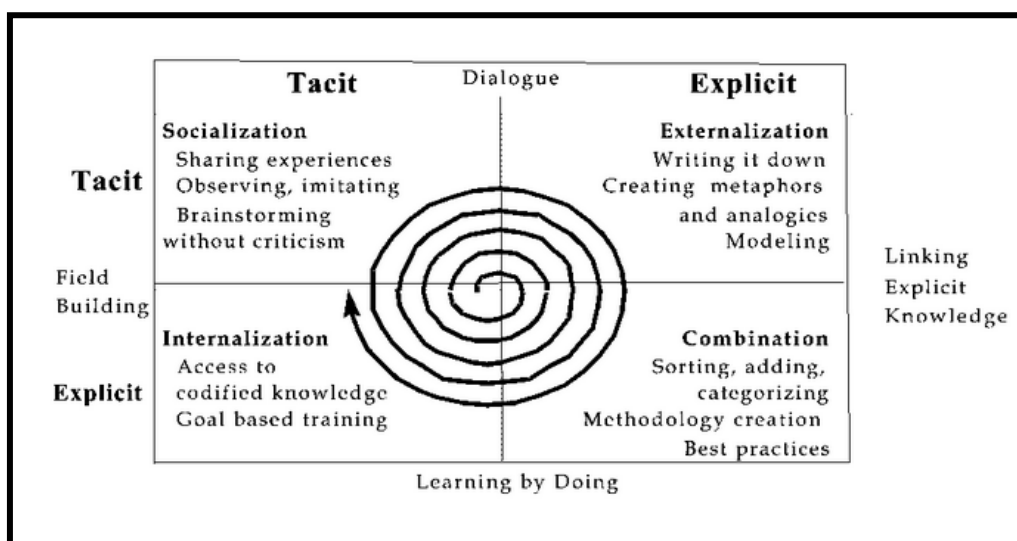 Tacit
Dialogue
Explicit
Tacit
Socialization
Sharing experiences
Observing, imitating
Brainstorming
without criticism
Externalization
Writing it down
Creating metaphors
and analogies
Modeling
Field
Building
Linking
Explicit
Knowledge
Explicit
Internalization
Access to
codified knowledge
Goal based training
Combination
Sorting, adding,
categorizing
Methodology creation
Best practices
Learning by Doing